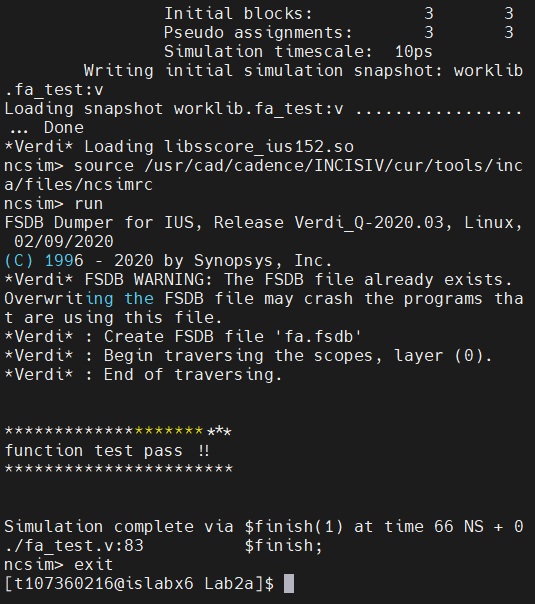 Initial blocks: 3 3
Pseudo assignments: 3 3
Simulation timescale: 10ps
Writing initial simulation snapshot: worklib
.fa_test:v
Loading snapshot worklib.fa_test:v .................
... Done
*Verdi* Loading libsscore_ius152.so
ncsim> source /usr/cad/cadence/INCISIV/cur/tools/inc
a/files/ncsimrc
ncsim> run
FSDB Dumper for IUS, Release Verdi_Q-2020.03, Linux,
02/09/2020
(C) 1996 - 2020 by Synopsys, Inc.
*Verdi* FSDB WARNING: The FSDB file already exists.
Overwriting the FSDB file may crash the programs tha
t are using this file.
*Verdi* : Create FSDB file 'fa.fsdb'
*Verdi* : Begin traversing the scopes, layer (0).
*Verdi* : End of traversing.
***********************
function test pass !!
***********************
Simulation complete via $finish(1) at time 66 NS + 0
./fa_test.v:83 $finish;
ncsim> exit
[t107360216@islabx6 Lab2a]$